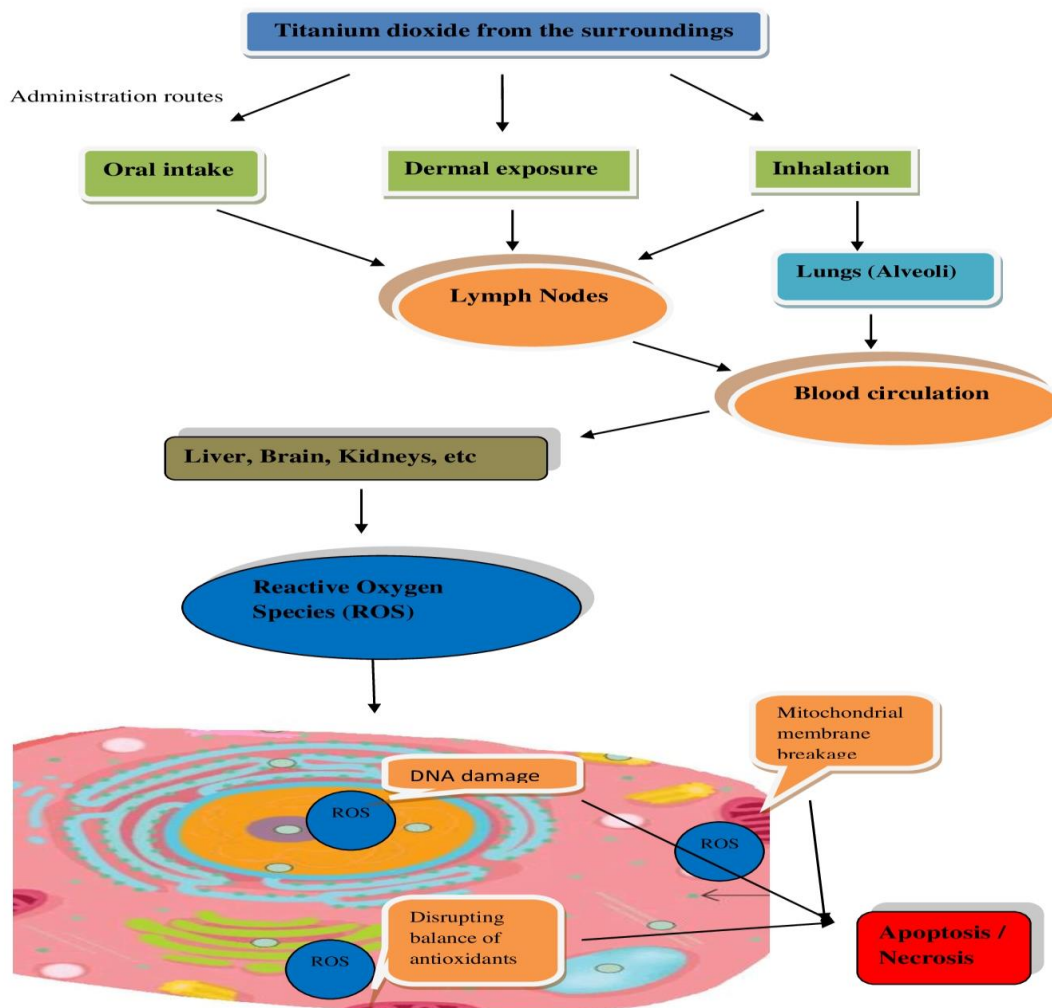 Titanium dioxide from the surroundings
Administration routes
Oral intake
Dermal exposure
Inhalation
Lungs (Alveoli)
Lymph Nodes
Blood circulation
Liver, Brain, Kidneys, etc
Reactive Oxygen
Species (ROS)
Mitochondrial
membrane
breakage
DNA damage
ROS
ROS
Disrupting
balance of
antioxidants
ROS
Apoptosis /
Necrosis